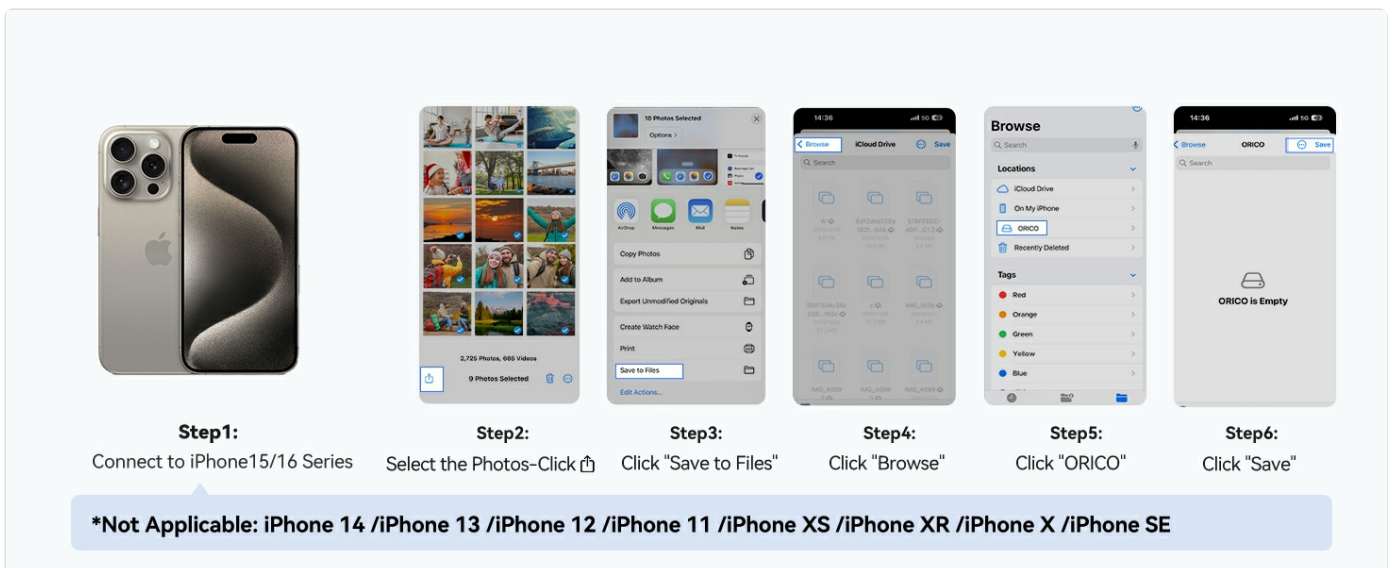 Step1:
Connect to iPhone15/16 Series
2,725 Photos, 665 Videos
9 Photos Selected
Step2:
Select the Photos-Click
10 Photos Selected
Options >
AirDrop
Messages
Mail
Notes
Copy Photos
Add to Album
Export Unmodified Originals
Create Watch Face
Print
Save to Files
Edit Actions...
Step3:
Click "Save to Files"
14:36
5G
Browse
iCloud Drive
Save
Search
Step4:
Click "Browse"
Browse
Search
Locations
iCloud Drive
On My iPhone
ORICO
Recently Deleted
Tags
Red
Orange
Green
Yellow
Blue
Step5:
Click "ORICO"
14:36
5G
Browse
ORICO
Save
Search
ORICO is Empty
Step6:
Click "Save"
*Not Applicable: iPhone 14 /iPhone 13 /iPhone 12 /iPhone 11 /iPhone XS /iPhone XR /iPhone X /iPhone SE